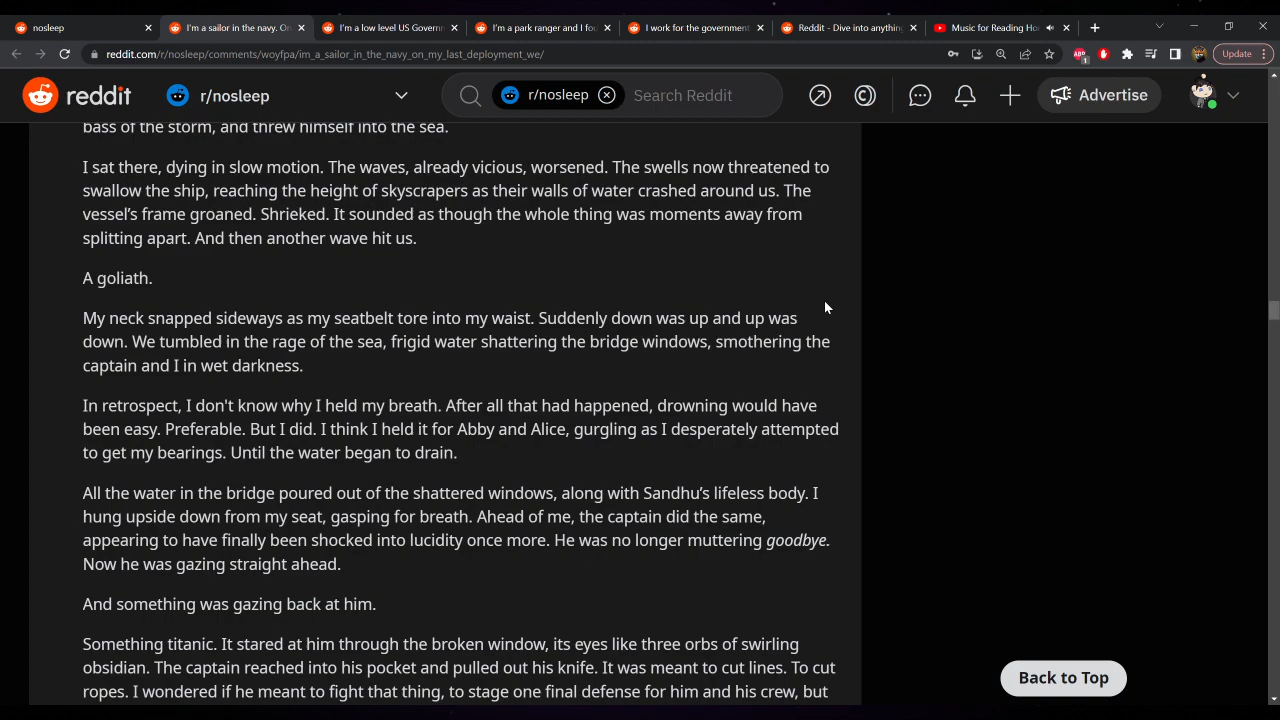 nosleep
I'm a sailor in the navy. On
I'm a low level US Governm
I'm a park ranger and I fou
I work for the government
Reddit - Dive into anything
Music for Reading Ho
reddit.com/r/nosleep/comments/woyfpa/im_a_sailor_in_the_navy_on_my_last_deployment_we/
ABP
1
Update
reddit
r/nosleep
r/nosleep
Search Reddit
Advertise
bass of the storm, and threw himself into the sea.
I sat there, dying in slow motion. The waves, already vicious, worsened. The swells now threatened to
swallow the ship, reaching the height of skyscrapers as their walls of water crashed around us. The
vessel’s frame groaned. Shrieked. It sounded as though the whole thing was moments away from
splitting apart. And then another wave hit us.
A goliath.
My neck snapped sideways as my seatbelt tore into my waist. Suddenly down was up and up was
down. We tumbled in the rage of the sea, frigid water shattering the bridge windows, smothering the
captain and I in wet darkness.
In retrospect, I don't know why I held my breath. After all that had happened, drowning would have
been easy. Preferable. But I did. I think I held it for Abby and Alice, gurgling as I desperately attempted
to get my bearings. Until the water began to drain.
All the water in the bridge poured out of the shattered windows, along with Sandhu’s lifeless body. I
hung upside down from my seat, gasping for breath. Ahead of me, the captain did the same,
appearing to have finally been shocked into lucidity once more. He was no longer muttering goodbye.
Now he was gazing straight ahead.
And something was gazing back at him.
Something titanic. It stared at him through the broken window, its eyes like three orbs of swirling
obsidian. The captain reached into his pocket and pulled out his knife. It was meant to cut lines. To cut
ropes. I wondered if he meant to fight that thing, to stage one final defense for him and his crew, but
Back to Top